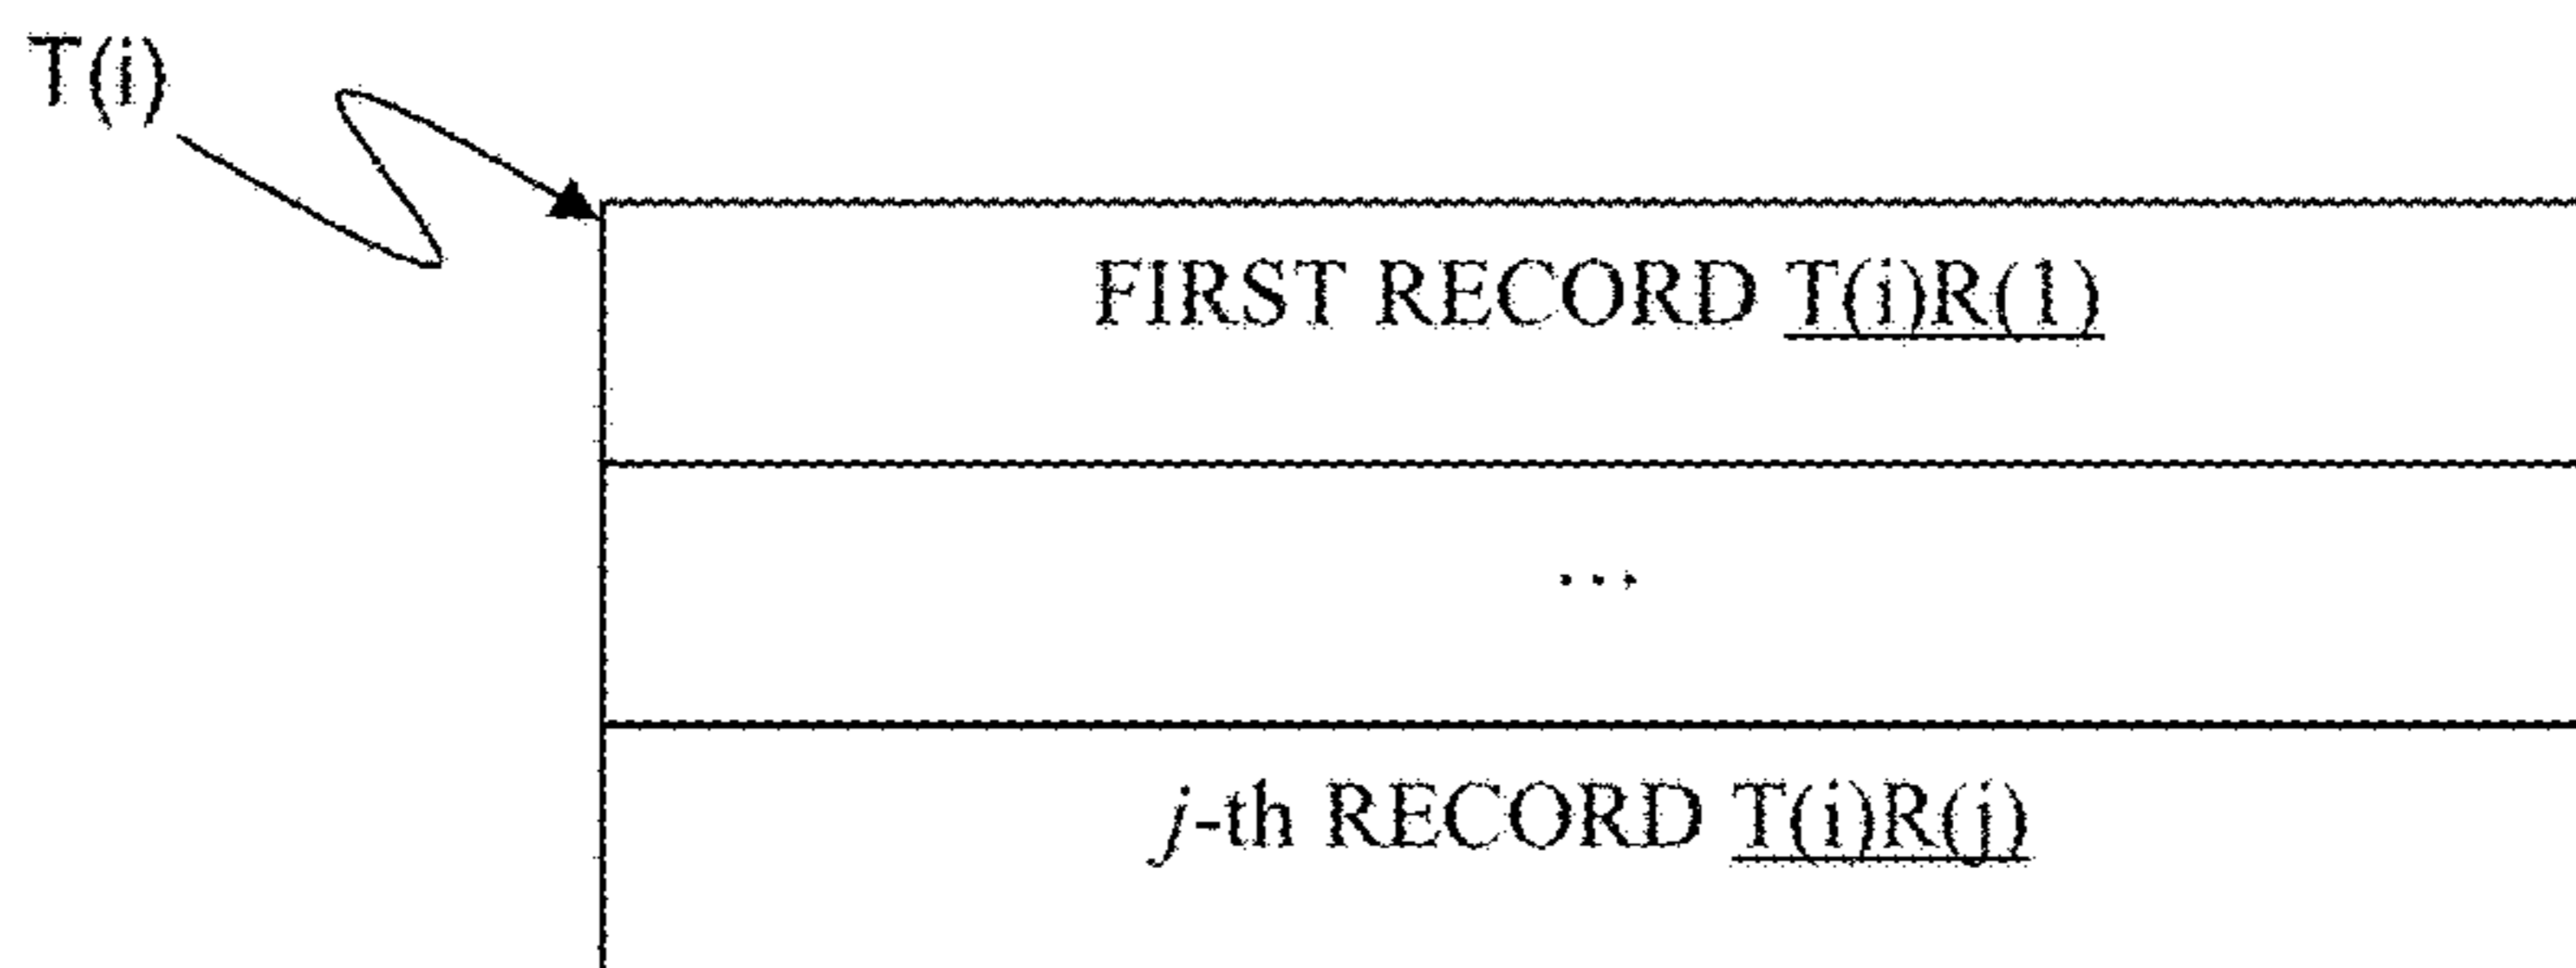 T(i)
FIRST RECORD T(i)R(1)
...
j-th RECORD T(i)R(j)